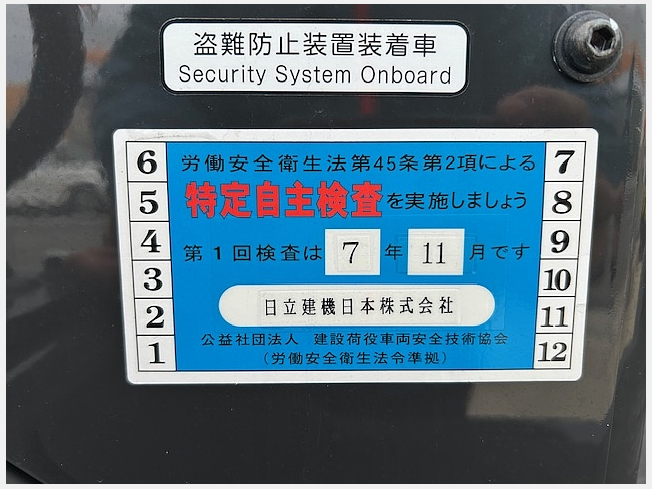 盗難防止装置装着車
Security System Onboard
労働安全衛生法第45条第2項による
特定自主検査を実施しましょう
第1回検査は 7 年 11 月です
日立建機日本株式会社
公益社団法人 建設荷役車両安全技術協会
(労働安全衛生法令準拠)
6
5
4
3
2
1
7
8
9
10
11
12